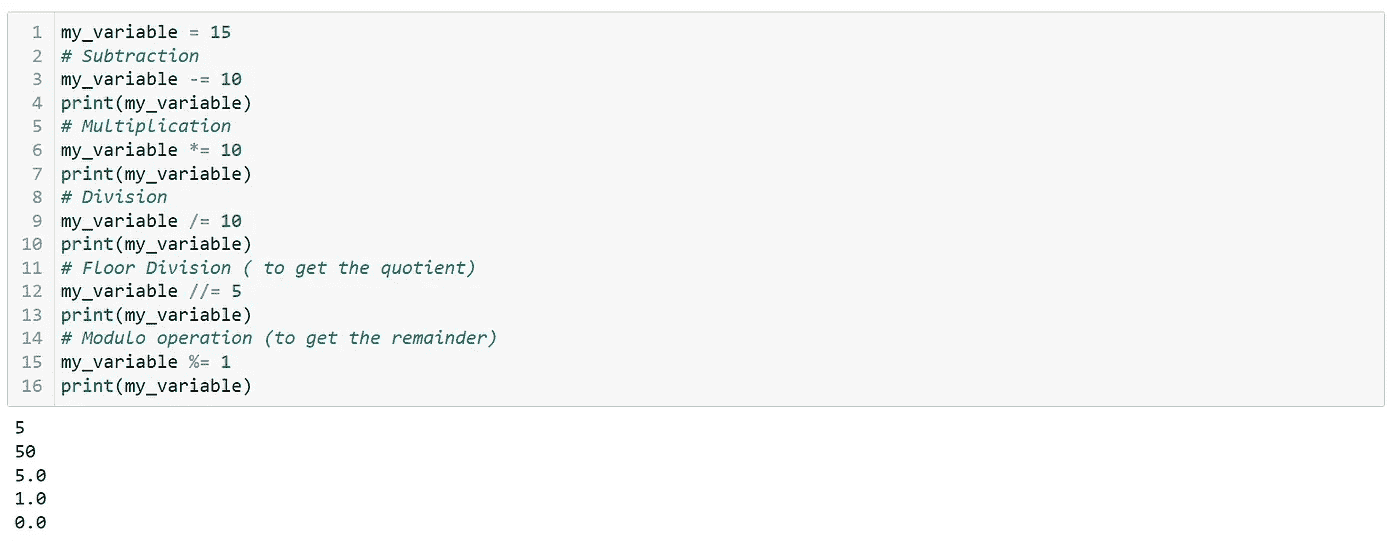 1 my_variable = 15
2 # Subtraction
3 my_variable -= 10
4 print(my_variable)
5 # Multiplication
6 my_variable *= 10
7 print(my_variable)
8 # Division
9 my_variable /= 10
10 print(my_variable)
11 # Floor Division ( to get the quotient)
12 my_variable //= 5
13 print(my_variable)
14 # Modulo operation (to get the remainder)
15 my_variable %= 1
16 print(my_variable)
5
50
5.0
1.0
0.0